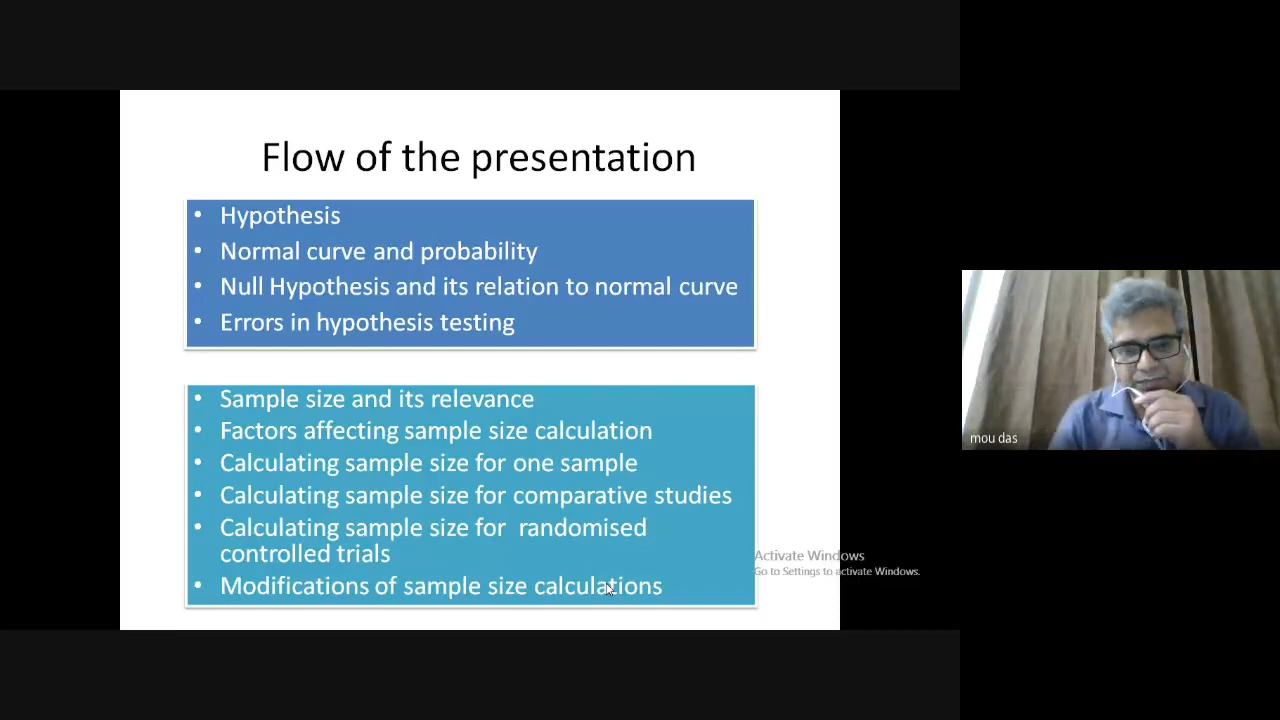 Flow of the presentation
• Hypothesis
• Normal curve and probability
• Null Hypothesis and its relation to normal curve
• Errors in hypothesis testing
• Sample size and its relevance
• Factors affecting sample size calculation
• Calculating sample size for one sample
• Calculating sample size for comparative studies
• Calculating sample size for randomised
controlled trials
• Modifications of sample size calculations
Activate Windows
Go to Settings to activate Windows.
mou das